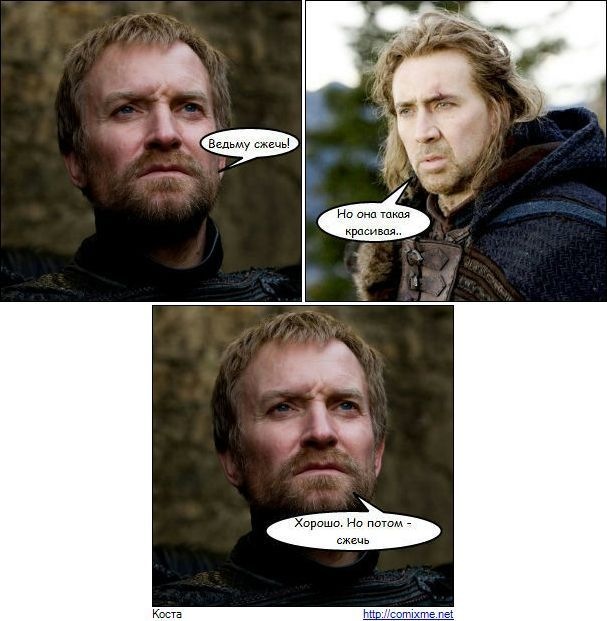 Ведьму сжечь!
Но она такая
красивая..
Хорошо. Но потом -
сжечь
Коста
http://comixme.net